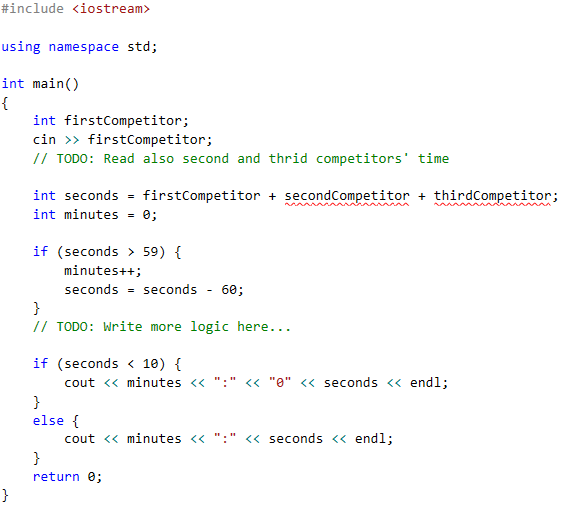 #include <iostream>

using namespace std;

int main()
{
    int firstCompetitor;
    cin >> firstCompetitor;
    // TODO: Read also second and thrid competitors' time

    int seconds = firstCompetitor + secondCompetitor + thirdCompetitor;
    int minutes = 0;

    if (seconds > 59) {
        minutes++;
        seconds = seconds - 60;
    }
    // TODO: Write more logic here...

    if (seconds < 10) {
        cout << minutes << ":" << "0" << seconds << endl;
    }
    else {
        cout << minutes << ":" << seconds << endl;
    }
    return 0;
}